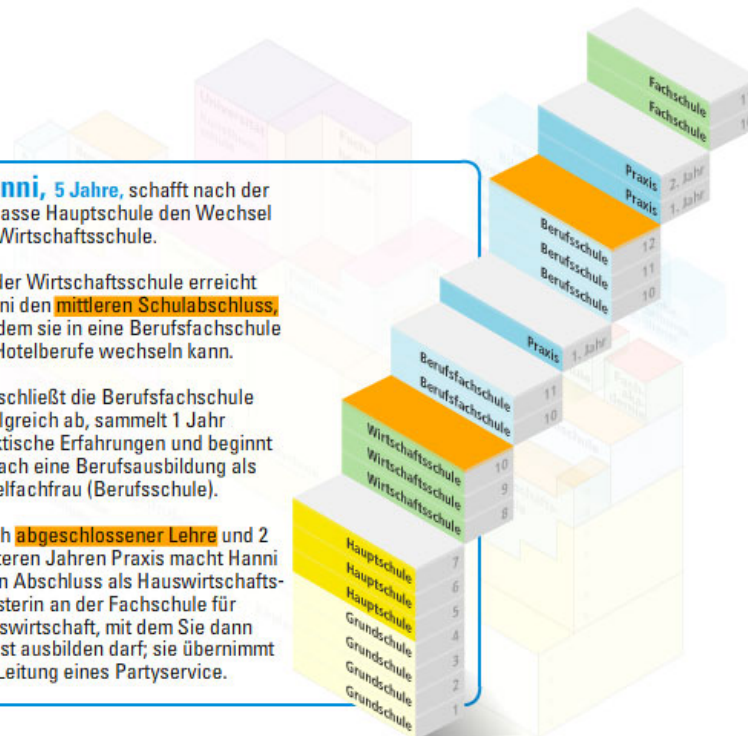 nni, 5 Jahre, schafft nach der
asse Hauptschule den Wechsel
Wirtschaftsschule.
der Wirtschaftsschule erreicht
ni den mittleren Schulabschluss,
dem sie in eine Berufsfachschule
Hotelberufe wechseln kann.
schließt die Berufsfachschule
lgreich ab, sammelt 1 Jahr
ktische Erfahrungen und beginnt
ach eine Berufsausbildung als
elfachfrau (Berufsschule).
h abgeschlossener Lehre und 2
teren Jahren Praxis macht Hanni
n Abschluss als Hauswirtschafts-
sterin an der Fachschule für
swirtschaft, mit dem Sie dann
st ausbilden darf; sie übernimmt
Leitung eines Partyservice.
Fachschule
Fachschule
Praxis 2. Jahr
Praxis 1. Jahr
Berufsschule 12
Berufsschule 11
Berufsschule 10
Praxis 1. Jahr
Berufsfachschule 11
Berufsfachschule 10
Wirtschaftsschule 10
Wirtschaftsschule 9
Wirtschaftsschule 8
Hauptschule 7
Hauptschule 6
Hauptschule 5
Grundschule 4
Grundschule 3
Grundschule 2
Grundschule 1